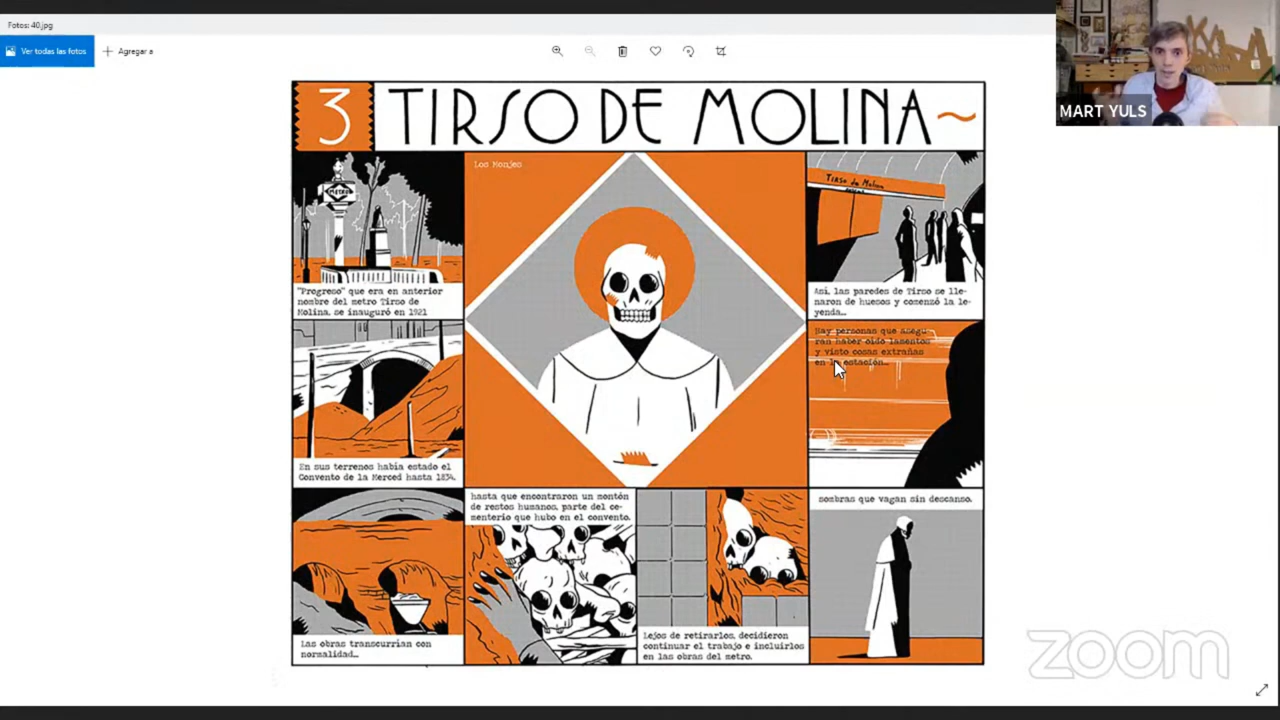 Fotos: 40.jpg
Ver todas las fotos
Agregar a
MART YULS
3 TIRSO DE MOLINA ~
METRO
"Progreso" que era en anterior
nombre del metro Tirso de
Molina, se inauguró en 1921
En sus terrenos había estado el
Convento de la Merced hasta 1834.
Las obras transcurrían con
normalidad...
Los Monjes
hasta que encontraron un montón
de restos humanos, parte del ce-
menterio que hubo en el convento.
Lejos de retirarlos, decidieron
continuar el trabajo e incluirlos
en las obras del metro.
Tirso de Molina
Así, las paredes de Tirso se lle-
naron de huesos y comenzó la le-
yenda...
Hay personas que asegu-
ran haber oído lamentos
y visto cosas extrañas
en la estación...
sombras que vagan sin descanso.
zoom